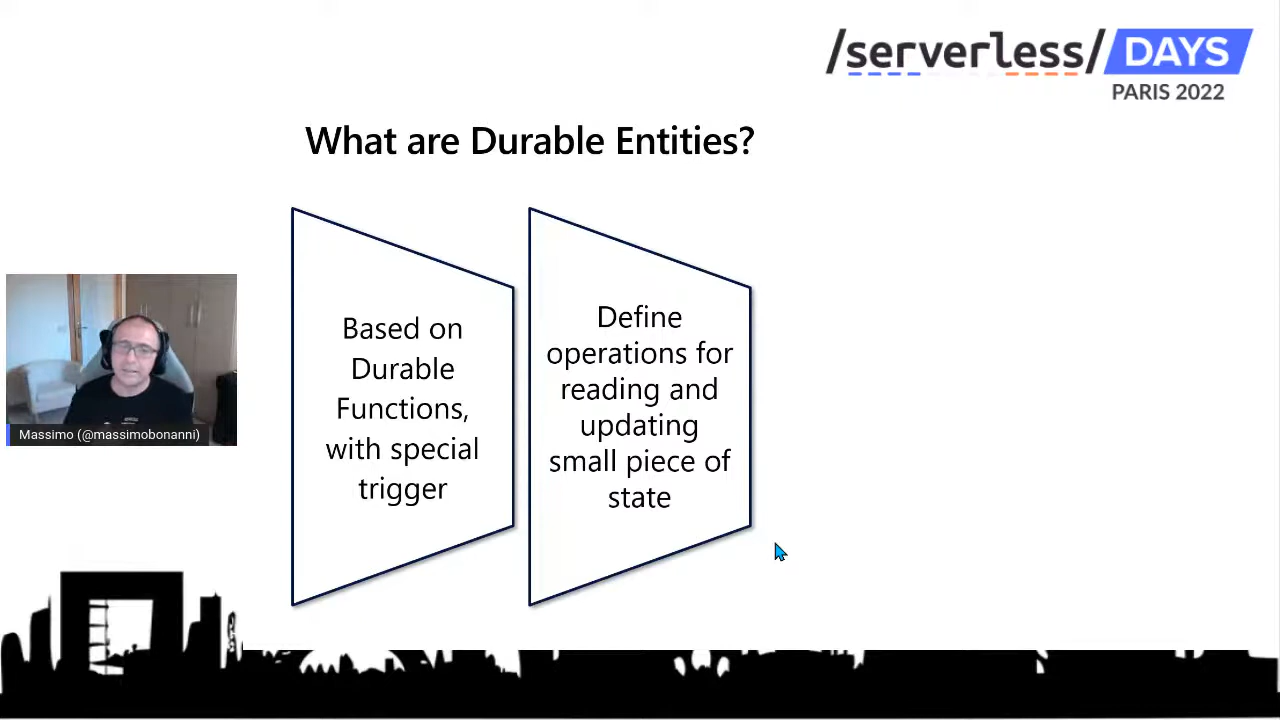 /serverless/ DAYS
PARIS 2022
What are Durable Entities?
Based on
Durable
Functions,
with special
trigger
Define
operations for
reading and
updating
small piece of
state
Massimo (@massimobonanni)